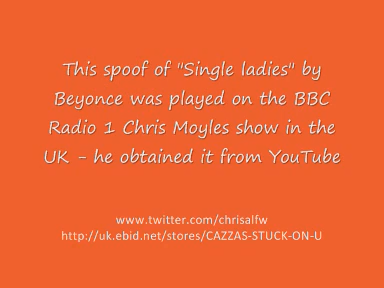 This spoof of "Single ladies" by
Beyonce was played on the BBC
Radio 1 Chris Moyles show in the
UK - he obtained it from YouTube
www.twitter.com/chrisalfw
http://uk.ebid.net/stores/CAZZAS-STUCK-ON-U